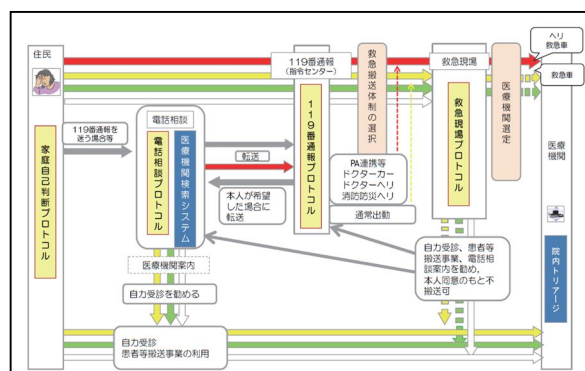 住民
119番通報
(指令センター)
救急現場
ヘリ
救急車
救急車
家庭自己判断プロトコル
119番通報を
迷う場合等
電話相談
電話相談プロトコル
医療機関検索システム
転送
本人が希望
した場合に
転送
119番通報プロトコル
救急搬送体制の選択
PA連携等
ドクターカー
ドクターヘリ
消防防災ヘリ
通常出動
救急現場プロトコル
医療機関選定
医療
機関
院内トリアージ
医療機関案内
自力受診を勧める
自力受診、患者等
搬送事業、電話相
談案内を勧め,
本人同意のもと不
搬送可
自力受診
患者等搬送事業の利用